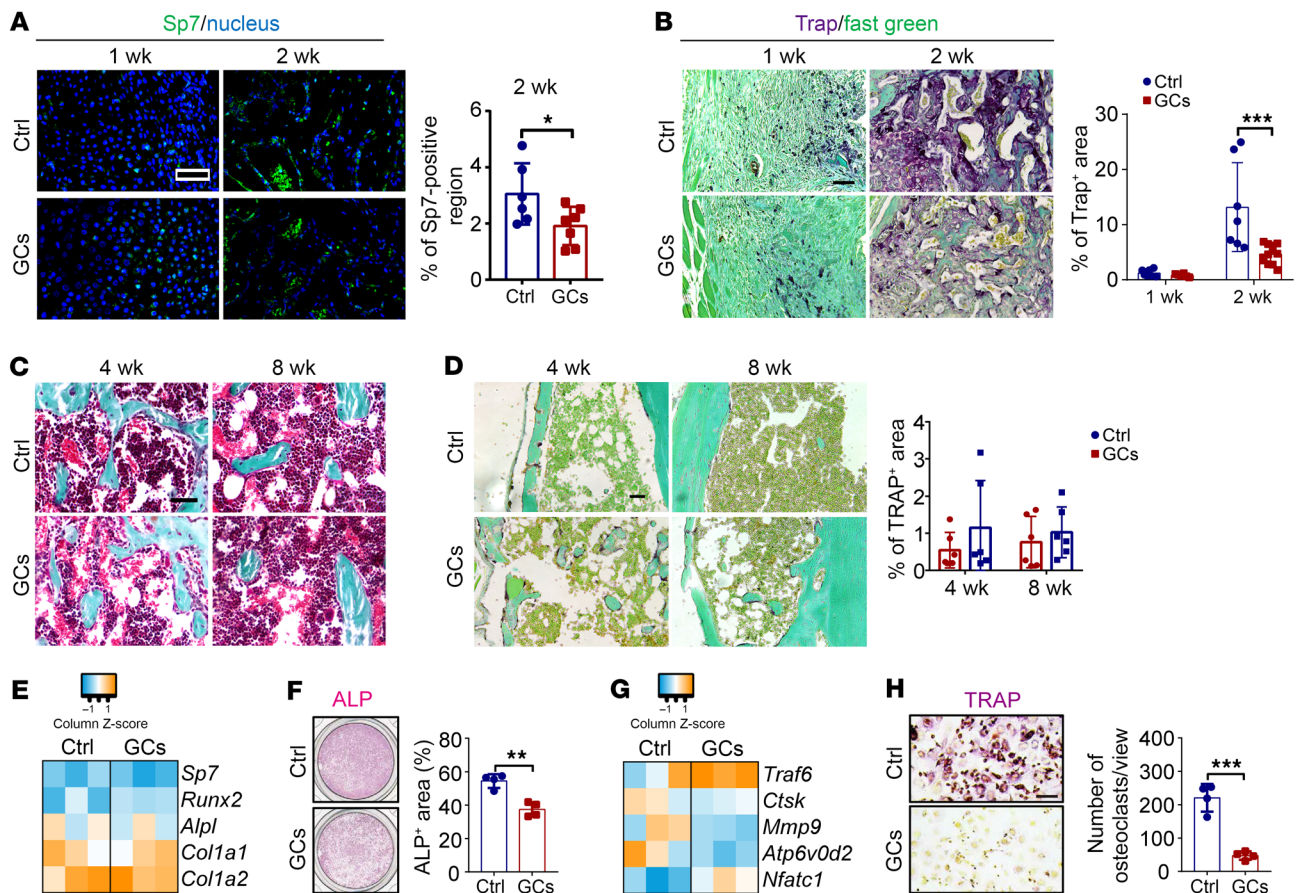 A
Sp7/nucleus
1 wk
2 wk
Ctrl
GCs
2 wk
% of Sp7-positive
region
6
4
2
0
*
Ctrl
GCs
B
Trap/fast green
1 wk
2 wk
Ctrl
GCs
Ctrl
GCs
% of Trap+ area
30
20
10
0
***
1 wk
2 wk
C
4 wk
8 wk
Ctrl
GCs
D
4 wk
8 wk
Ctrl
GCs
Ctrl
GCs
% of TRAP+ area
4
3
2
1
0
4 wk
8 wk
E
−1 1
Column Z-score
Ctrl
GCs
Sp7
Runx2
Alpl
Col1a1
Col1a2
F
ALP
Ctrl
GCs
ALP+ area (%)
80
60
40
20
0
**
Ctrl
GCs
G
−1 1
Column Z-score
Ctrl
GCs
Traf6
Ctsk
Mmp9
Atp6v0d2
Nfatc1
H
TRAP
Ctrl
GCs
Number of
osteoclasts/view
400
300
200
100
0
***
Ctrl
GCs